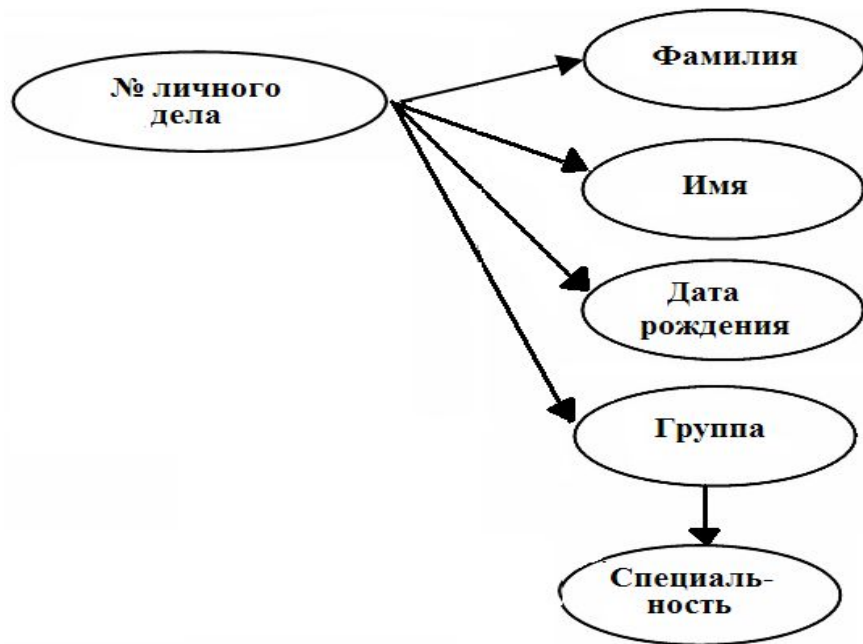 № личного
дела
Фамилия
Имя
Дата
рождения
Группа
Специаль-
ность